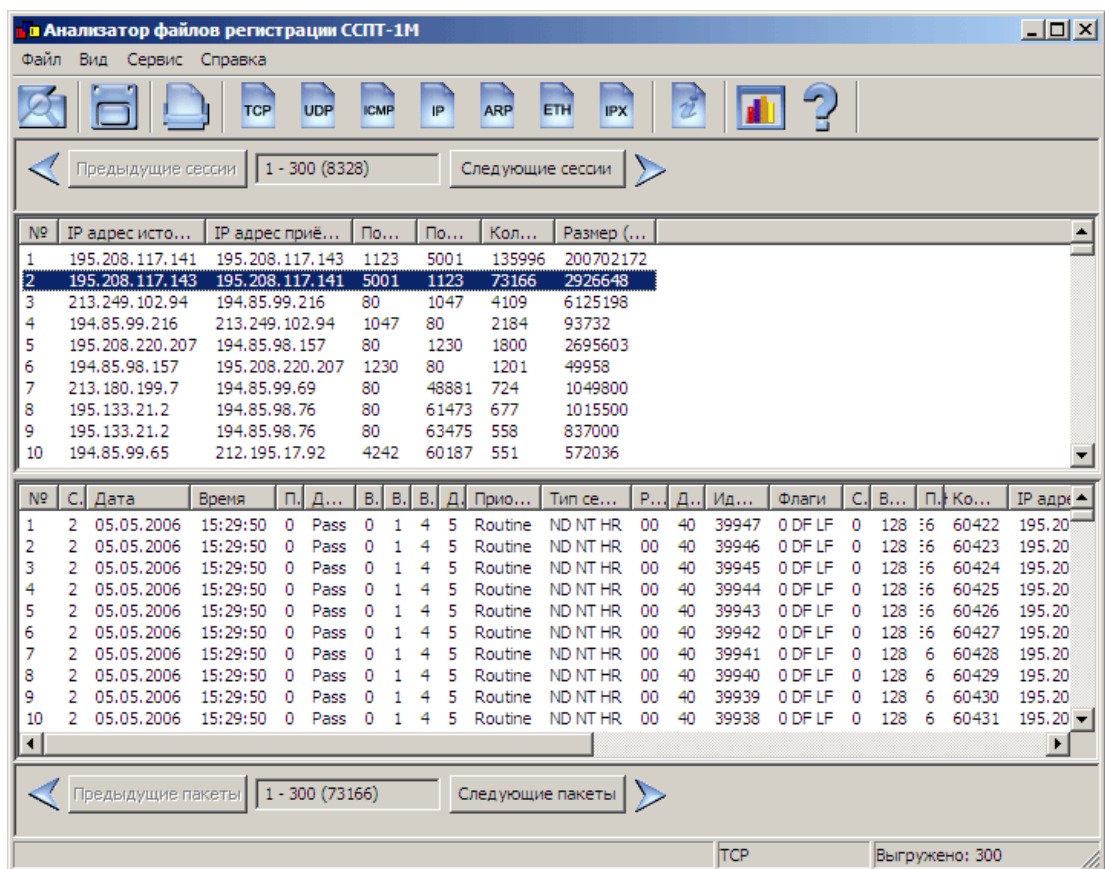 Анализатор файлов регистрации ССПТ-1М
Файл Вид Сервис Справка
TCP UDP ICMP IP ARP ETH IPX i ?
Предыдущие сессии 1 - 300 (8328) Следующие сессии
№ IP адрес исто... IP адрес приё... По... По... Кол... Размер (...
1 195.208.117.141 195.208.117.143 1123 5001 135996 200702172
2 195.208.117.143 195.208.117.141 5001 1123 73166 2926648
3 213.249.102.94 194.85.99.216 80 1047 4109 6125198
4 194.85.99.216 213.249.102.94 1047 80 2184 93732
5 195.208.220.207 194.85.98.157 80 1230 1800 2695603
6 194.85.98.157 195.208.220.207 1230 80 1201 49958
7 213.180.199.7 194.85.99.69 80 48881 724 1049800
8 195.133.21.2 194.85.98.76 80 61473 677 1015500
9 195.133.21.2 194.85.98.76 80 63475 558 837000
10 194.85.99.65 212.195.17.92 4242 60187 551 572036
№ С. Дата Время П. Д... В. В. В. Д. Прио... Тип се... Р... Д.. Ид... Флаги С. В... П. Ко... IP адре
1 2 05.05.2006 15:29:50 0 Pass 0 1 4 5 Routine ND NT HR 00 40 39947 0 DF LF 0 128 6 60422 195.20
2 2 05.05.2006 15:29:50 0 Pass 0 1 4 5 Routine ND NT HR 00 40 39946 0 DF LF 0 128 6 60423 195.20
3 2 05.05.2006 15:29:50 0 Pass 0 1 4 5 Routine ND NT HR 00 40 39945 0 DF LF 0 128 6 60424 195.20
4 2 05.05.2006 15:29:50 0 Pass 0 1 4 5 Routine ND NT HR 00 40 39944 0 DF LF 0 128 6 60425 195.20
5 2 05.05.2006 15:29:50 0 Pass 0 1 4 5 Routine ND NT HR 00 40 39943 0 DF LF 0 128 6 60426 195.20
6 2 05.05.2006 15:29:50 0 Pass 0 1 4 5 Routine ND NT HR 00 40 39942 0 DF LF 0 128 6 60427 195.20
7 2 05.05.2006 15:29:50 0 Pass 0 1 4 5 Routine ND NT HR 00 40 39941 0 DF LF 0 128 6 60428 195.20
8 2 05.05.2006 15:29:50 0 Pass 0 1 4 5 Routine ND NT HR 00 40 39940 0 DF LF 0 128 6 60429 195.20
9 2 05.05.2006 15:29:50 0 Pass 0 1 4 5 Routine ND NT HR 00 40 39939 0 DF LF 0 128 6 60430 195.20
10 2 05.05.2006 15:29:50 0 Pass 0 1 4 5 Routine ND NT HR 00 40 39938 0 DF LF 0 128 6 60431 195.20
Предыдущие пакеты 1 - 300 (73166) Следующие пакеты
TCP Выгружено: 300